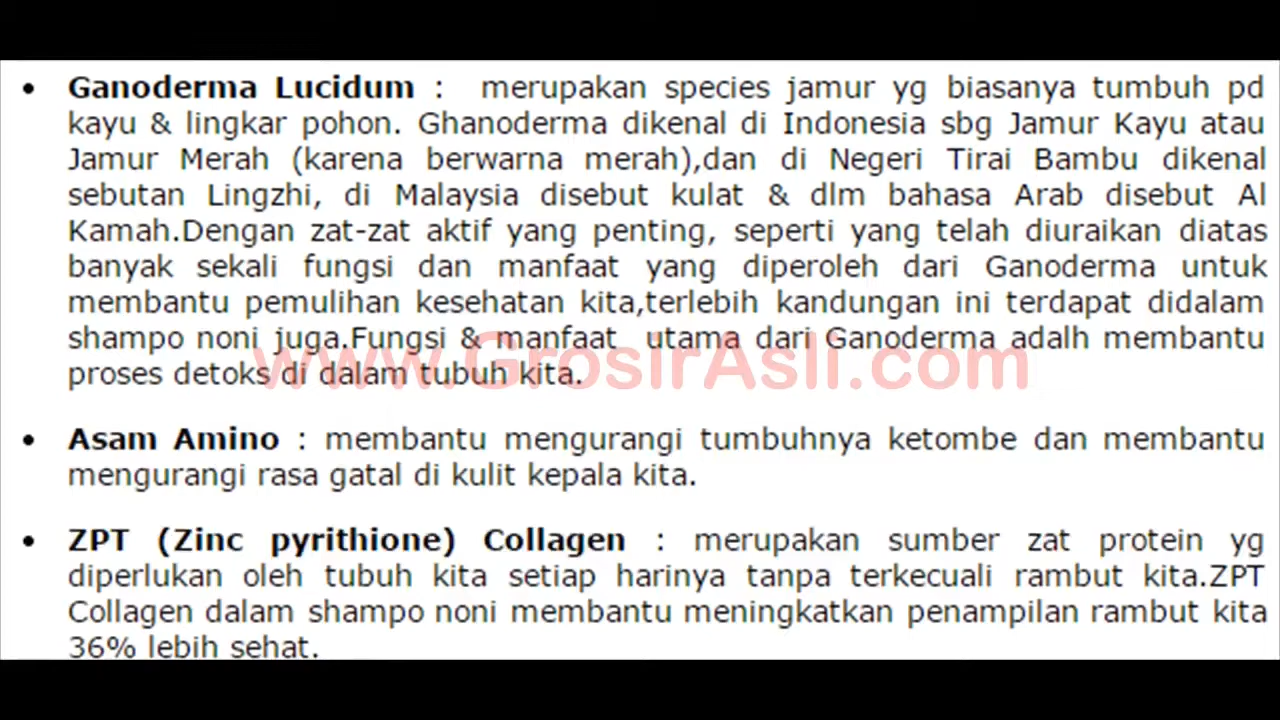 • Ganoderma Lucidum : merupakan species jamur yg biasanya tumbuh pd
kayu & lingkar pohon. Ghanoderma dikenal di Indonesia sbg Jamur Kayu atau
Jamur Merah (karena berwarna merah),dan di Negeri Tirai Bambu dikenal
sebutan Lingzhi, di Malaysia disebut kulat & dlm bahasa Arab disebut Al
Kamah.Dengan zat-zat aktif yang penting, seperti yang telah diuraikan diatas
banyak sekali fungsi dan manfaat yang diperoleh dari Ganoderma untuk
membantu pemulihan kesehatan kita,terlebih kandungan ini terdapat didalam
shampo noni juga.Fungsi & manfaat utama dari Ganoderma adalh membantu
proses detoks di dalam tubuh kita.
www.GrosirAsli.com
• Asam Amino : membantu mengurangi tumbuhnya ketombe dan membantu
mengurangi rasa gatal di kulit kepala kita.
• ZPT (Zinc pyrithione) Collagen : merupakan sumber zat protein yg
diperlukan oleh tubuh kita setiap harinya tanpa terkecuali rambut kita.ZPT
Collagen dalam shampo noni membantu meningkatkan penampilan rambut kita
36% lebih sehat.